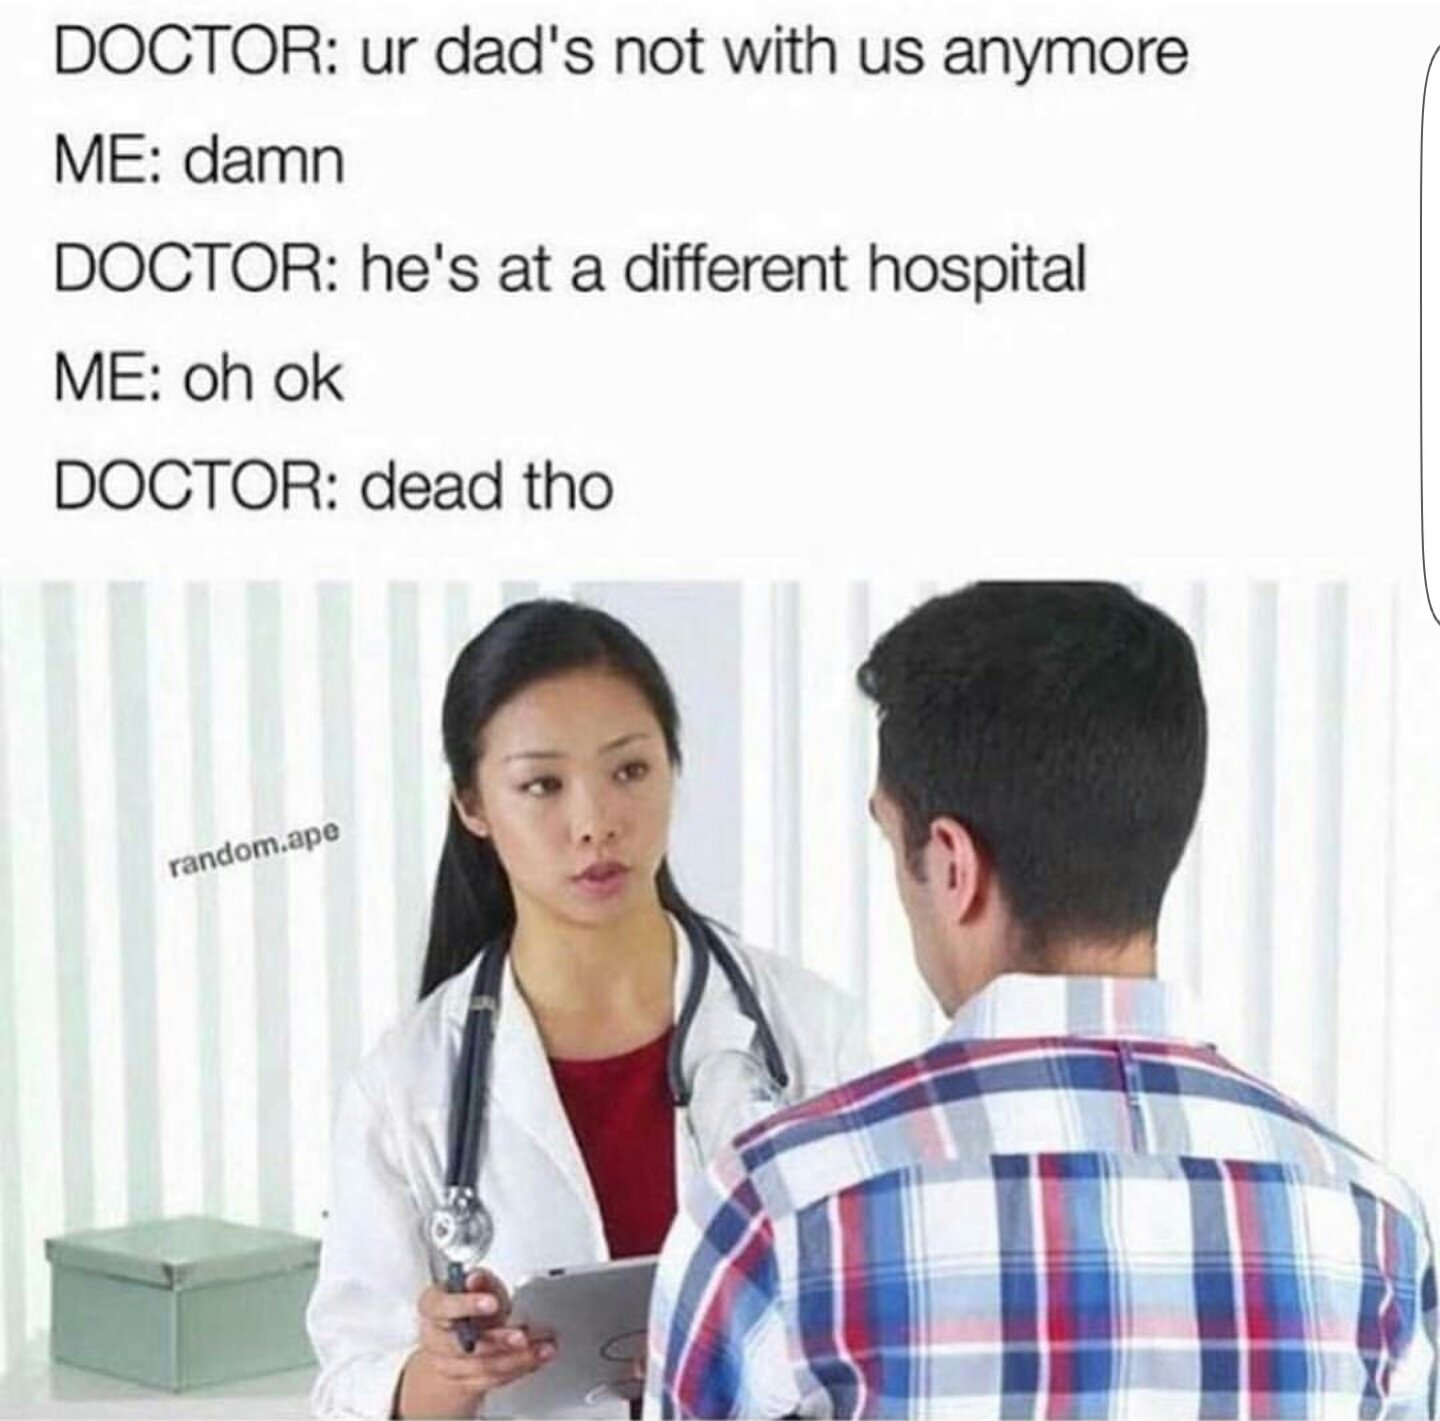 DOCTOR: ur dad's not with us anymore
ME: damn
DOCTOR: he's at a different hospital
ME: oh ok
DOCTOR: dead tho
random.ape